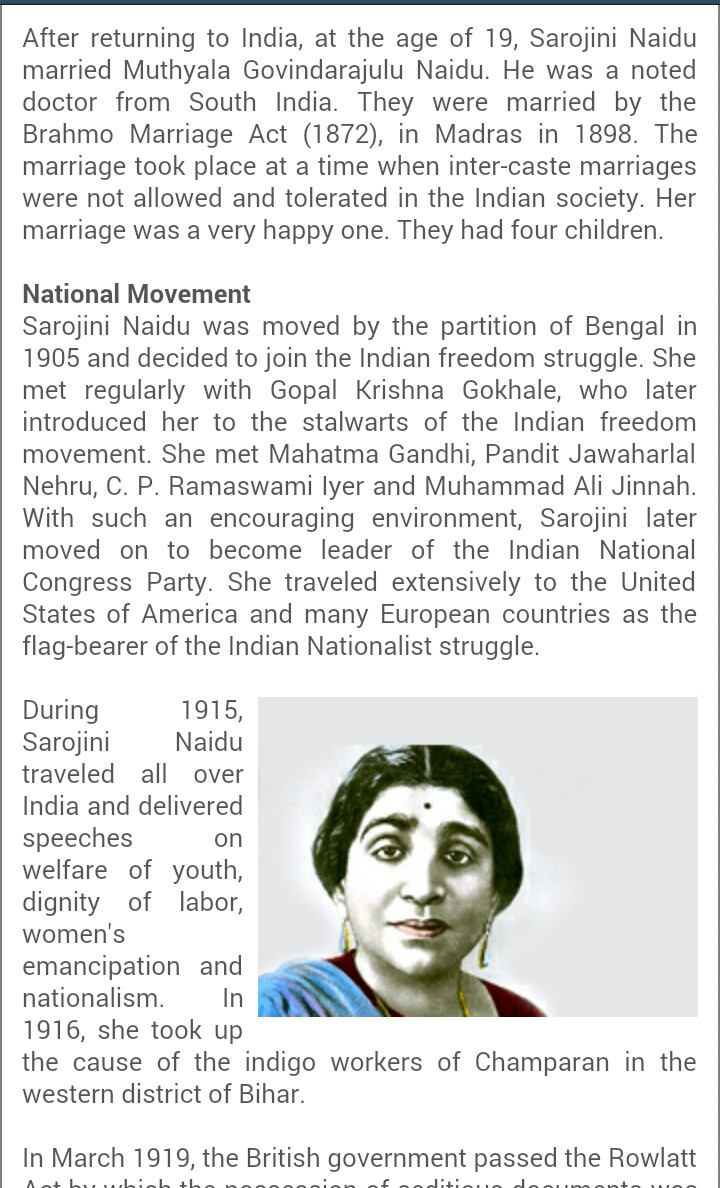 After returning to India, at the age of 19, Sarojini Naidu
married Muthyala Govindarajulu Naidu. He was a noted
doctor from South India. They were married by the
Brahmo Marriage Act (1872), in Madras in 1898. The
marriage took place at a time when inter-caste marriages
were not allowed and tolerated in the Indian society. Her
marriage was a very happy one. They had four children.
National Movement
Sarojini Naidu was moved by the partition of Bengal in
1905 and decided to join the Indian freedom struggle. She
met regularly with Gopal Krishna Gokhale, who later
introduced her to the stalwarts of the Indian freedom
movement. She met Mahatma Gandhi, Pandit Jawaharlal
Nehru, C. P. Ramaswami Iyer and Muhammad Ali Jinnah.
With such an encouraging environment, Sarojini later
moved on to become leader of the Indian National
Congress Party. She traveled extensively to the United
States of America and many European countries as the
flag-bearer of the Indian Nationalist struggle.
During 1915,
Sarojini Naidu
traveled all over
India and delivered
speeches on
welfare of youth,
dignity of labor,
women's
emancipation and
nationalism. In
1916, she took up
the cause of the indigo workers of Champaran in the
western district of Bihar.
In March 1919, the British government passed the Rowlatt
Act by which the possession of seditious documents was